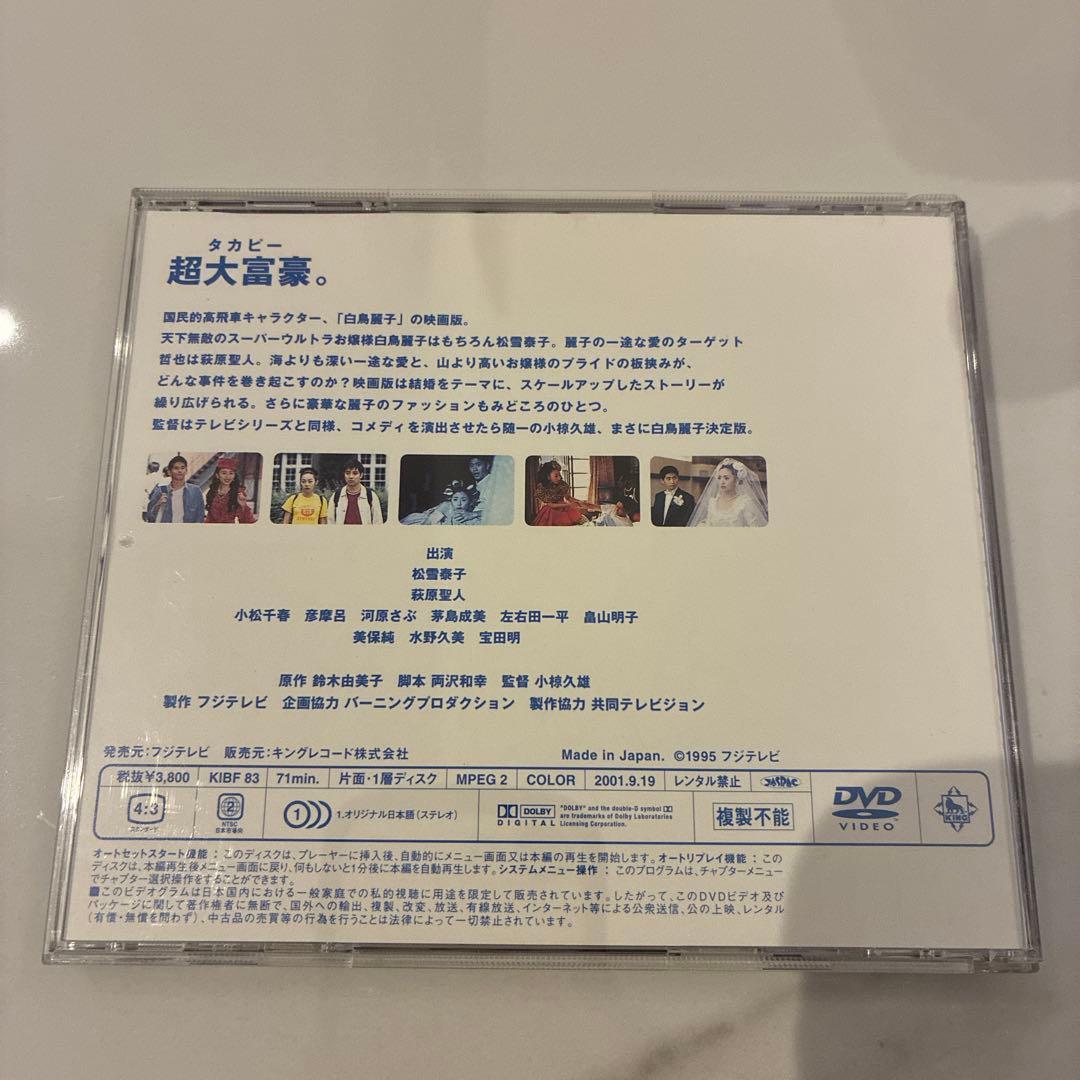 タカビー
超大富豪。
国民的高飛車キャラクター、「白鳥麗子」の映画版。
天下無敵のスーパーウルトラお嬢様白鳥麗子はもちろん松雪泰子。麗子の一途な愛のターゲット
哲也は萩原聖人。海よりも深い一途な愛と、山より高いお嬢様のプライドの板挟みが、
どんな事件を巻き起こすのか?映画版は結婚をテーマに、スケールアップしたストーリーが
繰り広げられる。さらに豪華な麗子のファッションもみどころのひとつ。
監督はテレビシリーズと同様、コメディを演出させたら随一の小椋久雄、まさに白鳥麗子決定版。
出演
松雪泰子
萩原聖人
小松千春 彦摩呂 河原さぶ 茅島成美 左右田一平 畠山明子
美保純 水野久美 宝田明
原作 鈴木由美子 脚本 両沢和幸 監督 小椋久雄
製作 フジテレビ 企画協力 バーニングプロダクション 製作協力 共同テレビジョン
発売元:フジテレビ 販売元:キングレコード株式会社 Made in Japan. ©1995 フジテレビ
税抜¥3,800 KIBF 83 71min. 片面・1層ディスク MPEG 2 COLOR 2001.9.19 レンタル禁止 JASRAC
4:3 スタンダード 2 NTSC 日本市場向 1 1.オリジナル日本語(ステレオ) DOLBY DIGITAL "DOLBY" and the double-D symbol are trademarks of Dolby Laboratories Licensing Corporation. 複製不能 DVD VIDEO KING
オートセットスタート機能:このディスクは、プレーヤーに挿入後、自動的にメニュー画面又は本編の再生を開始します。オートリプレイ機能:この
ディスクは、本編再生後メニュー画面に戻り、何もしないと1分後に本編を自動再生します。システムメニュー操作:このプログラムは、チャプターメニュー
でチャプター選択操作をすることができます。
■このビデオグラムは日本国内における一般家庭での私的視聴に用途を限定して販売されています。したがって、このDVDビデオ及び
パッケージに関して著作権者に無断で、国外への輸出、複製、改変、放送、有線放送、インターネット等による公衆送信、公の上映、レンタル
(有償・無償を問わず)、中古品の売買等の行為を行うことは法律によって一切禁止されています。